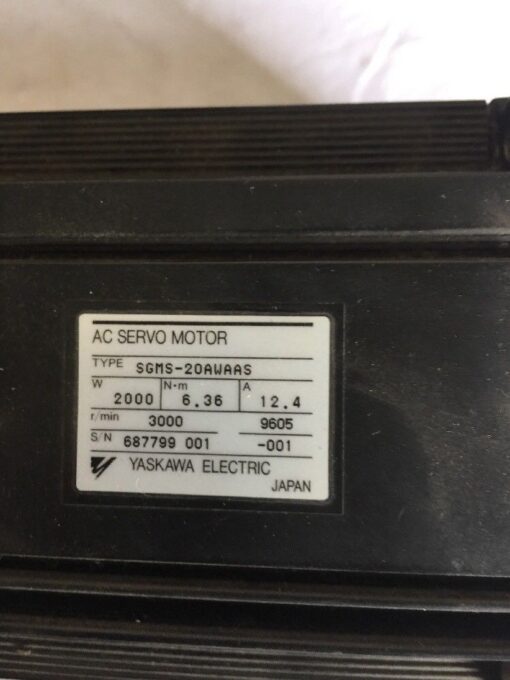 AC SERVO MOTOR
TYPE SGMS-20AWAAS
W 2000 N·m 6.36 A 12.4
r/min 3000 9605
S/N 687799 001 -001
YASKAWA ELECTRIC
JAPAN